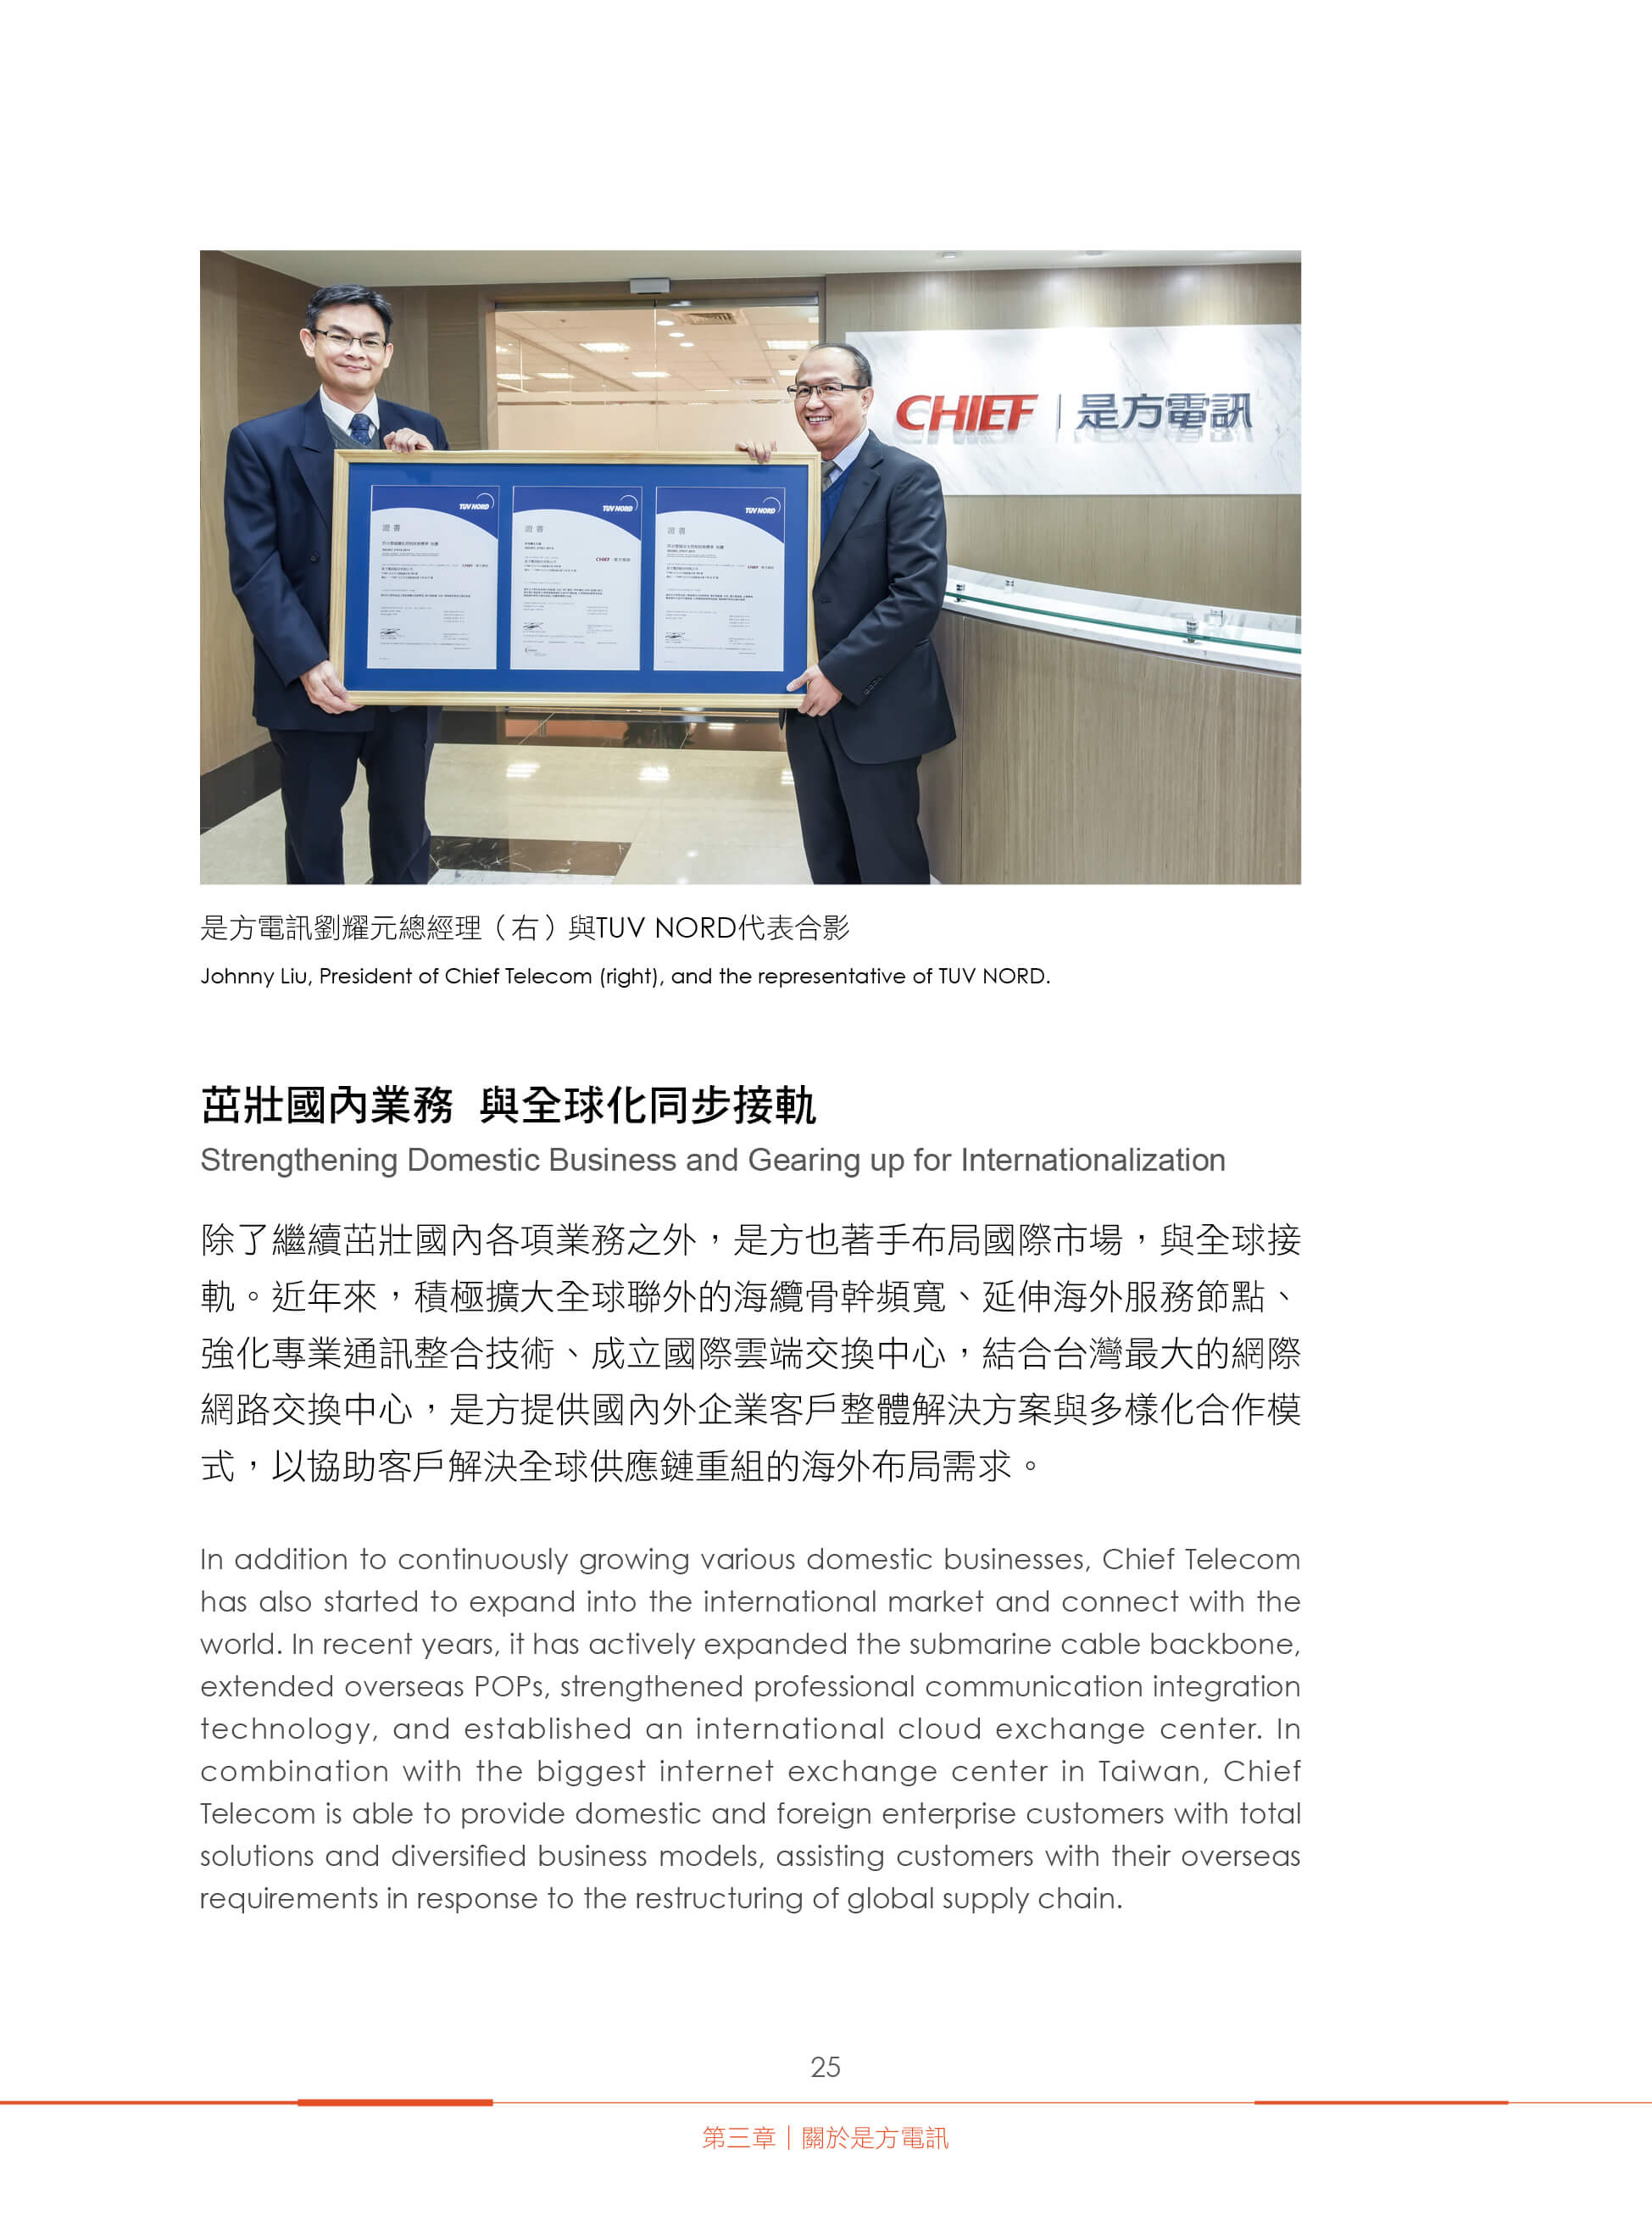 CHIEF | 是方電訊
TUV NORD
證書
TUV NORD
證書
CHIEF
TUV NORD
證書
是方電訊劉耀元總經理（右）與TUV NORD代表合影
Johnny Liu, President of Chief Telecom (right), and the representative of TUV NORD.
茁壯國內業務 與全球化同步接軌
Strengthening Domestic Business and Gearing up for Internationalization
除了繼續茁壯國內各項業務之外，是方也著手布局國際市場，與全球接
軌。近年來，積極擴大全球聯外的海纜骨幹頻寬、延伸海外服務節點、
強化專業通訊整合技術、成立國際雲端交換中心，結合台灣最大的網際
網路交換中心，是方提供國內外企業客戶整體解決方案與多樣化合作模
式，以協助客戶解決全球供應鏈重組的海外布局需求。
In addition to continuously growing various domestic businesses, Chief Telecom
has also started to expand into the international market and connect with the
world. In recent years, it has actively expanded the submarine cable backbone,
extended overseas POPs, strengthened professional communication integration
technology, and established an international cloud exchange center. In
combination with the biggest internet exchange center in Taiwan, Chief
Telecom is able to provide domestic and foreign enterprise customers with total
solutions and diversified business models, assisting customers with their overseas
requirements in response to the restructuring of global supply chain.
25
第三章｜關於是方電訊